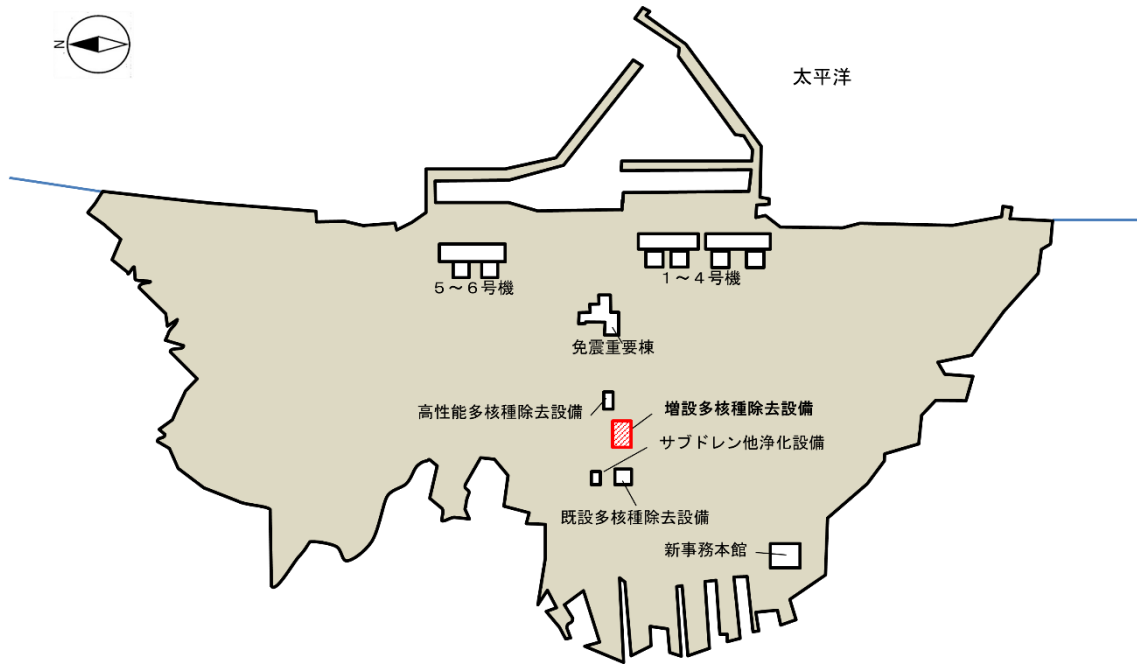 N
太平洋
５～６号機
１～４号機
免震重要棟
高性能多核種除去設備
増設多核種除去設備
サブドレン他浄化設備
既設多核種除去設備
新事務本館